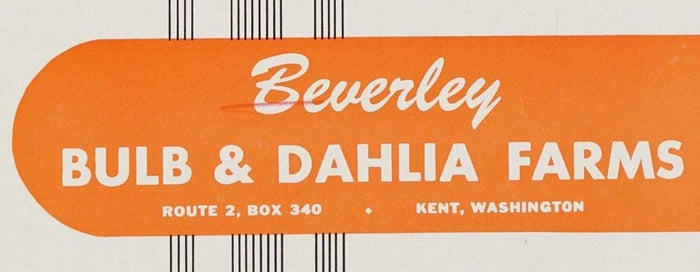 Beverley
BULB & DAHLIA FARMS
ROUTE 2, BOX 340 • KENT, WASHINGTON